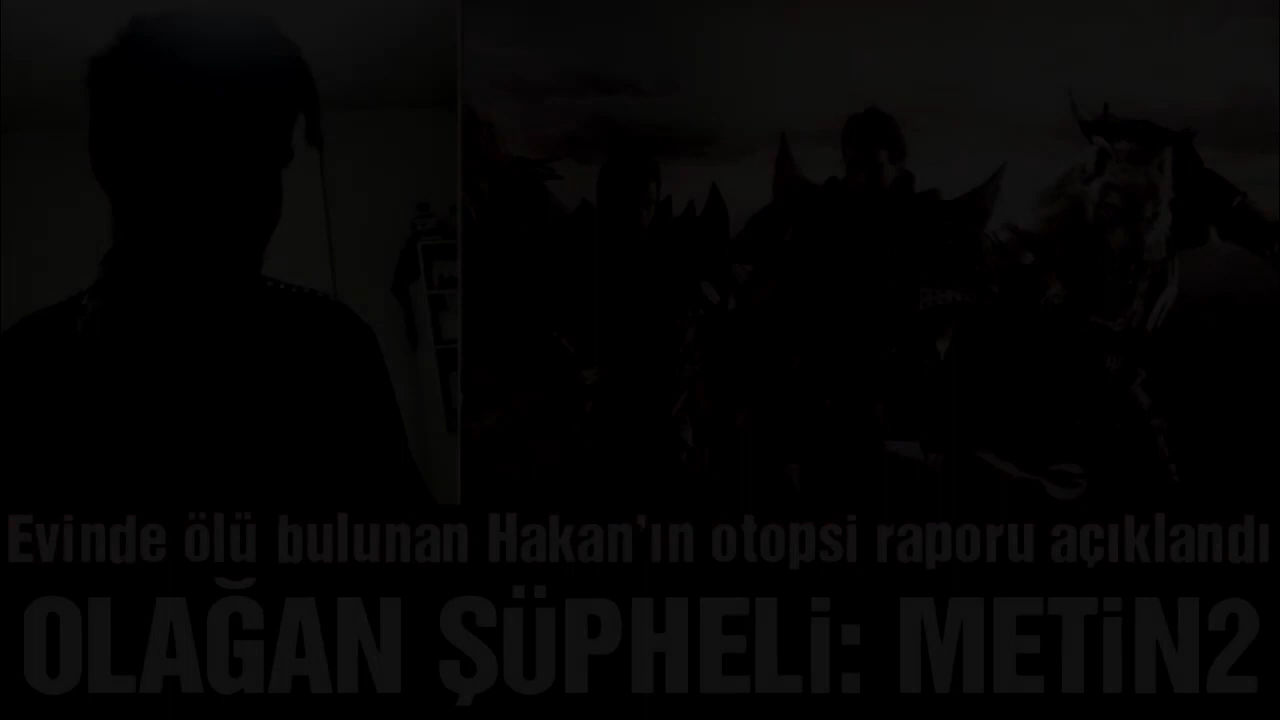 Evinde ölü bulunan Hakan'ın otopsi raporu açıklandı
OLAĞAN ŞÜPHELİ: METİN2